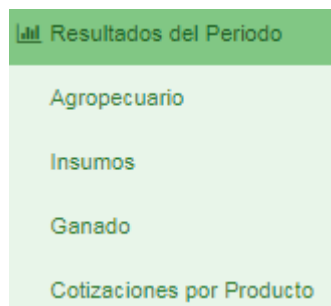 Resultados del Periodo
Agropecuario
Insumos
Ganado
Cotizaciones por Producto